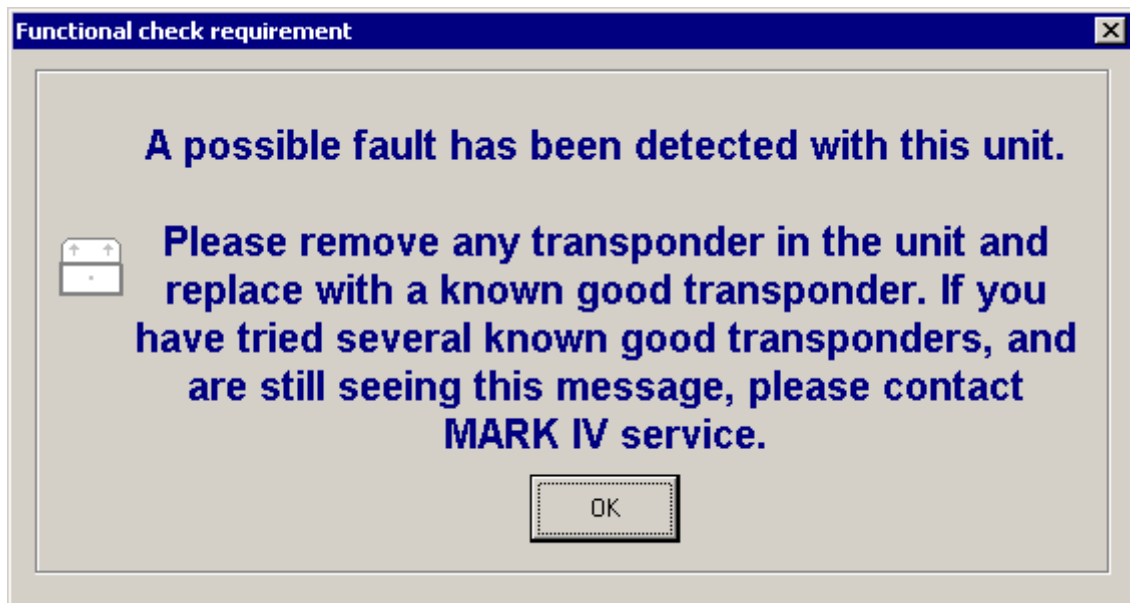 Functional check requirement
A possible fault has been detected with this unit.
Please remove any transponder in the unit and
replace with a known good transponder. If you
have tried several known good transponders, and
are still seeing this message, please contact
MARK IV service.
OK